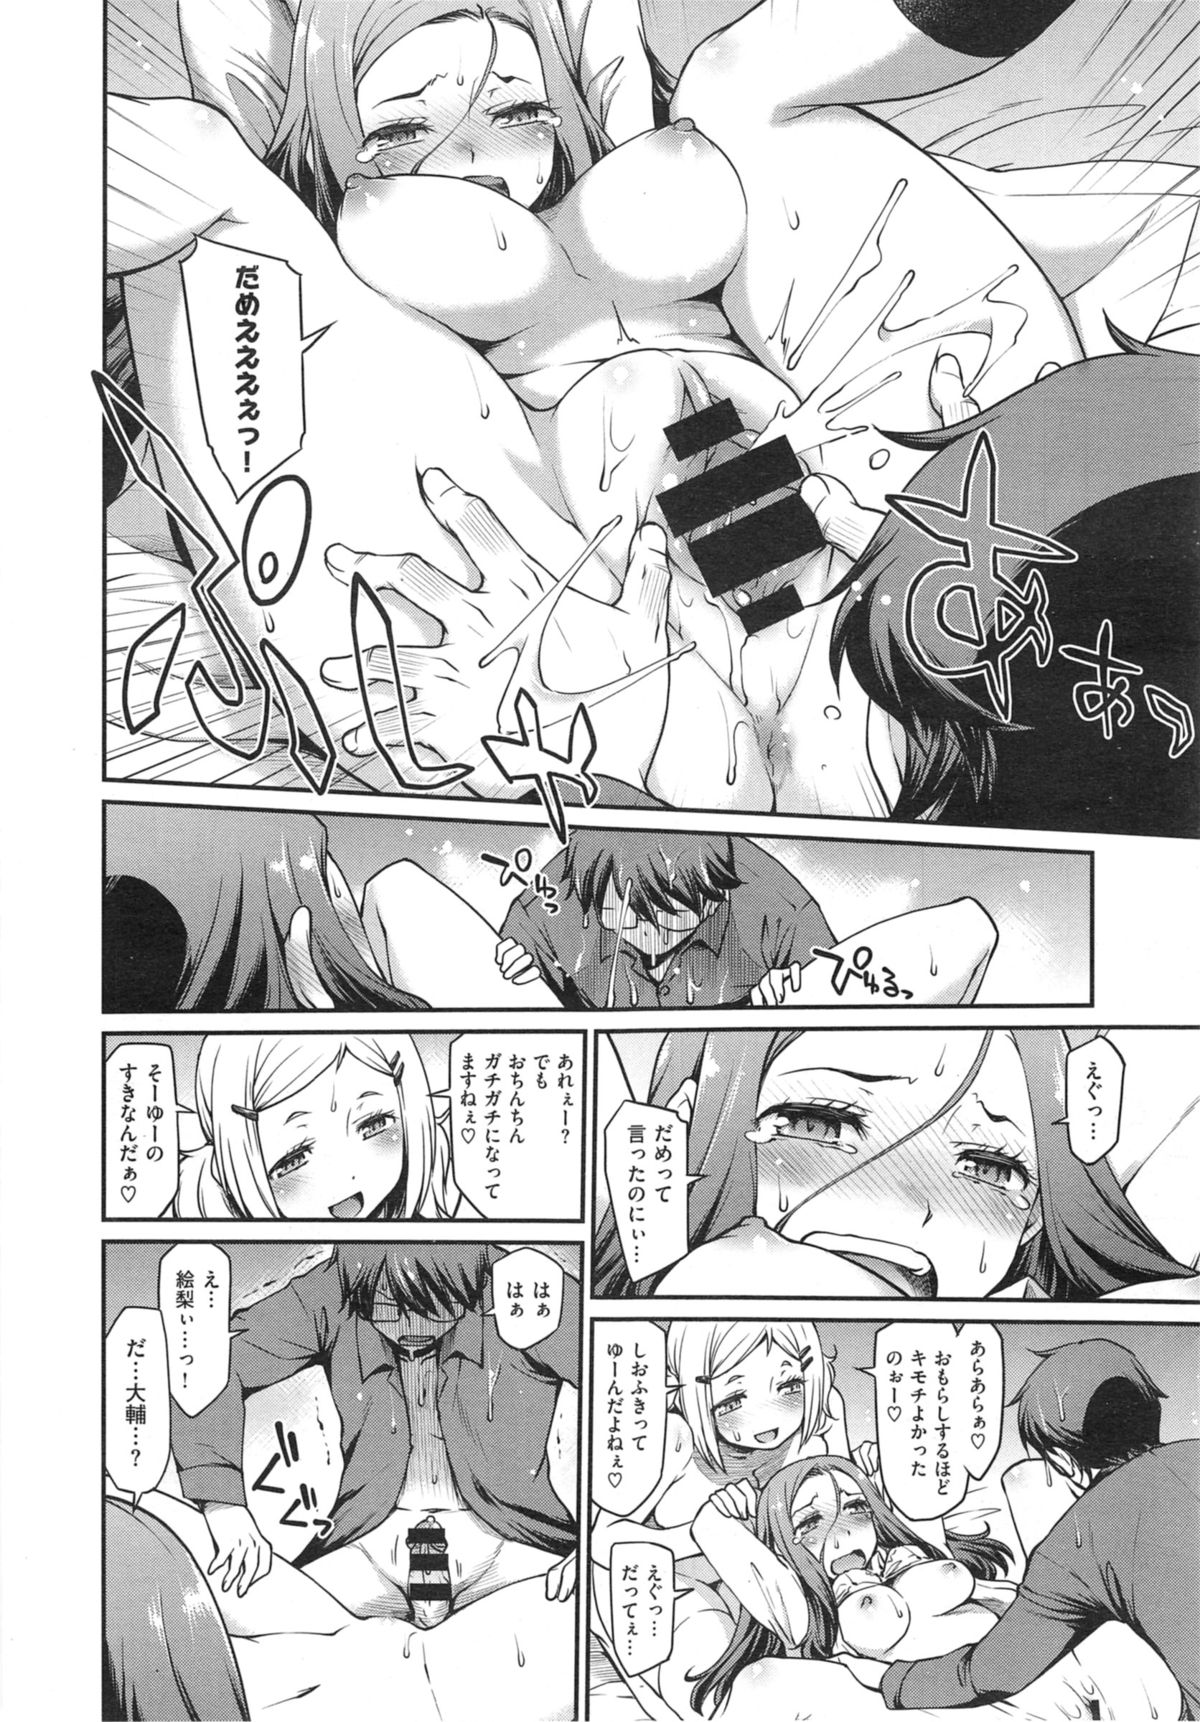 だめえええぇっ！
ぷしゃ
あ
あぁっ
ぴゅっ
ぴゅるっ
えぐっ…
だめって
言ったのにぃ…
あれぇー？
でも
おちんちん
ガチガチになって
ますねぇ♡
そーゆーの
すきなんだぁ♡
あらあらぁ♡
おもらしするほど
キモチよかった
のぉー♡
しおふきって
ゆーんだよねぇ♡
えぐっ…
だってぇ…
はぁ
はぁ
え…
絵梨ぃ…っ！
だ…大輔…？
ぐぐっ